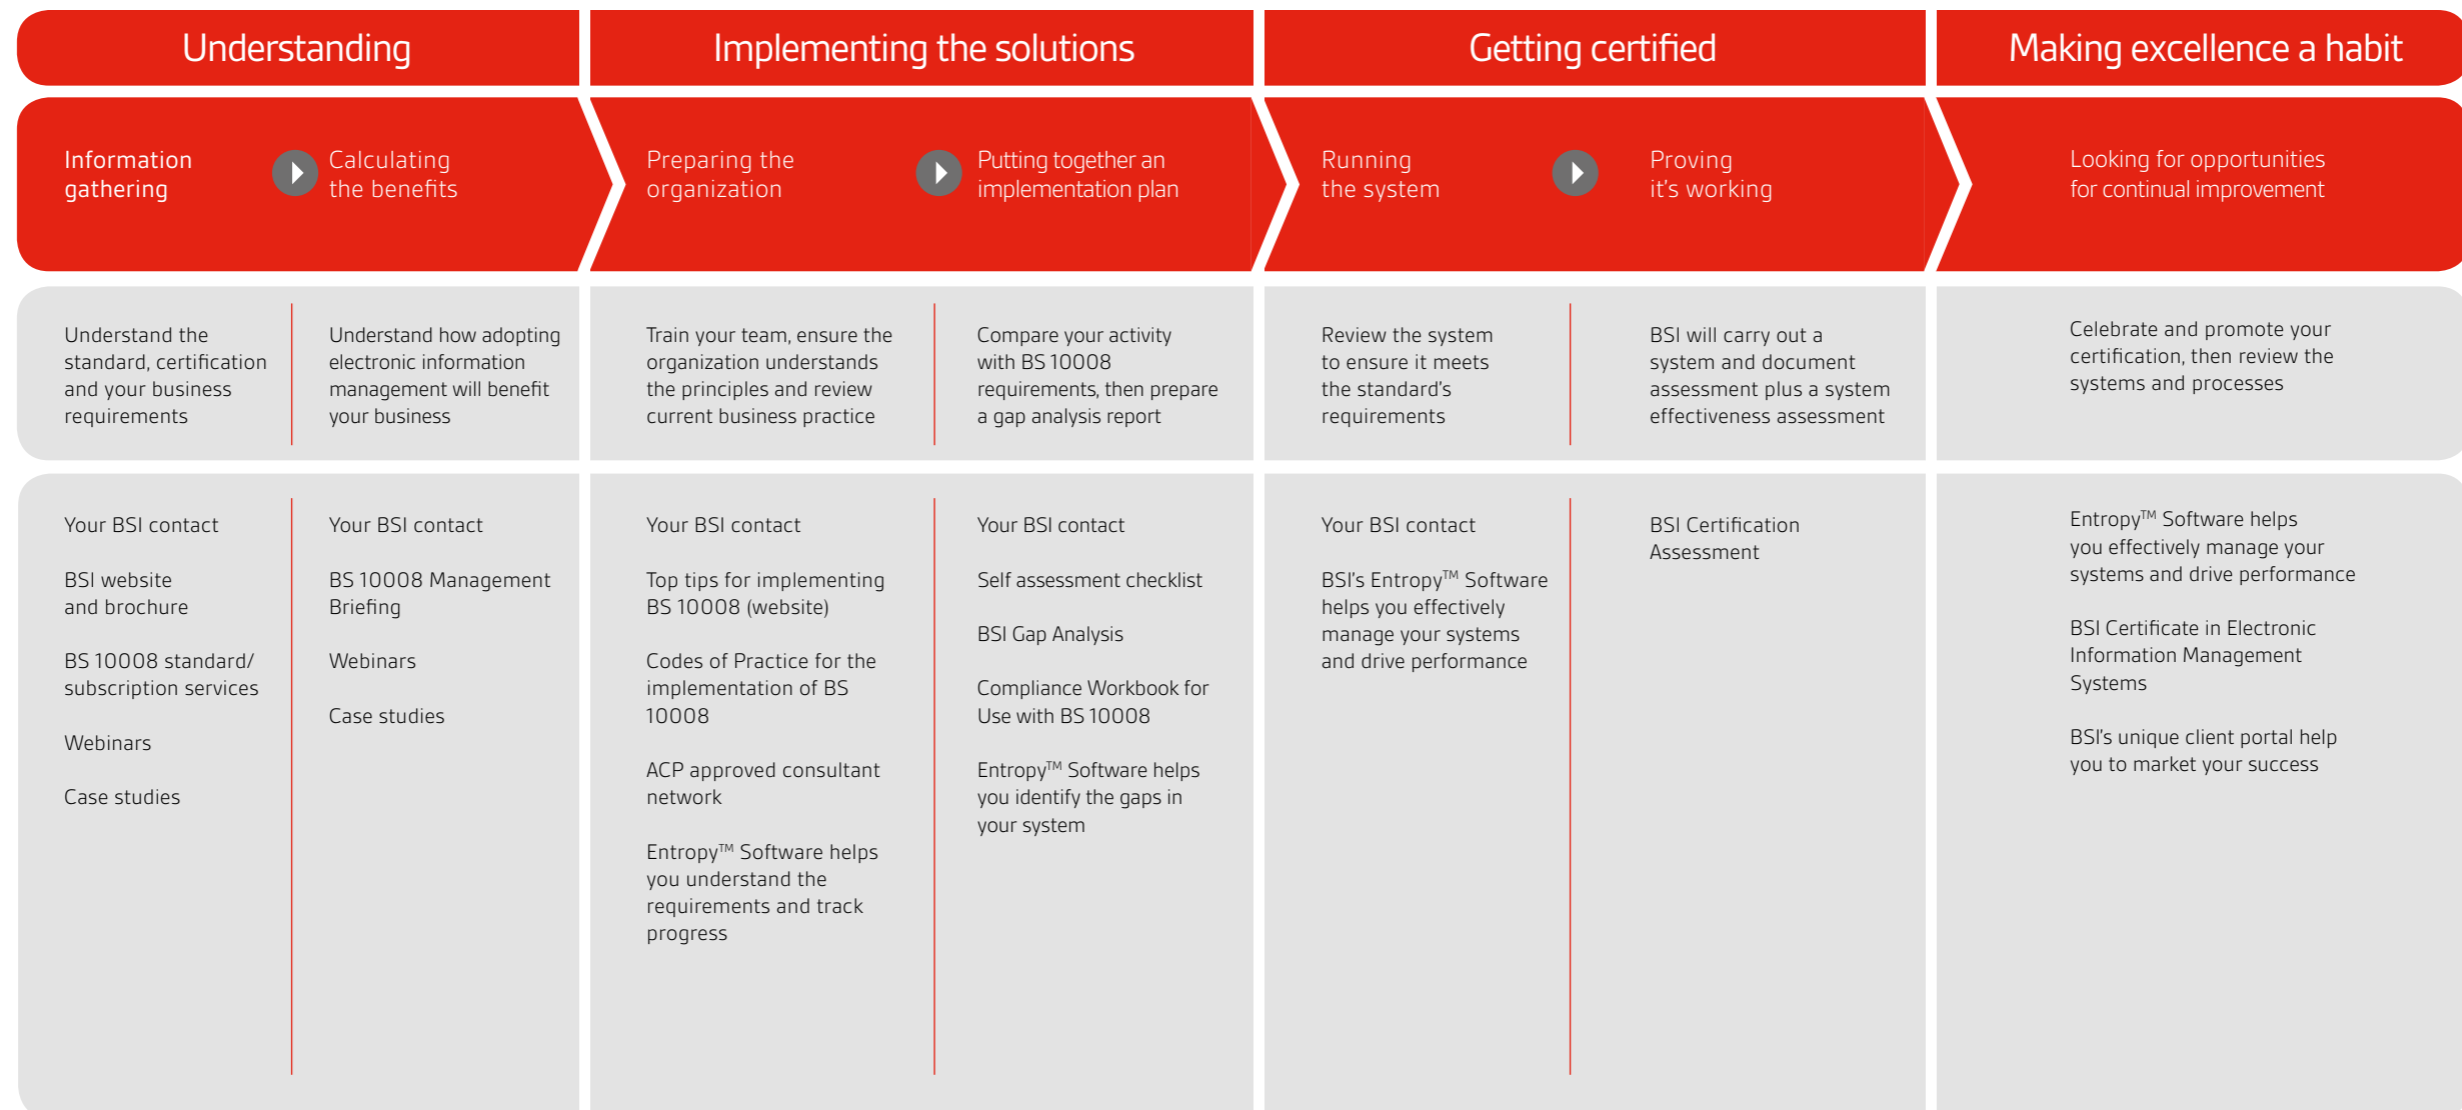 Understanding
Implementing the solutions
Getting certified
Making excellence a habit
Information
gathering
Calculating
the benefits
Preparing the
organization
Putting together an
implementation plan
Running
the system
Proving
it's working
Looking for opportunities
for continual improvement
Understand the
standard, certification
and your business
requirements
Understand how adopting
electronic information
management will benefit
your business
Train your team, ensure the
organization understands
the principles and review
current business practice
Compare your activity
with BS 10008
requirements, then prepare
a gap analysis report
Review the system
to ensure it meets
the standard's
requirements
BSI will carry out a
system and document
assessment plus a system
effectiveness assessment
Celebrate and promote your
certification, then review the
systems and processes
Your BSI contact
BSI website
and brochure
BS 10008 standard/
subscription services
Webinars
Case studies
Your BSI contact
BS 10008 Management
Briefing
Webinars
Case studies
Your BSI contact
Top tips for implementing
BS 10008 (website)
Codes of Practice for the
implementation of BS
10008
ACP approved consultant
network
Entropy™ Software helps
you understand the
requirements and track
progress
Your BSI contact
Self assessment checklist
BSI Gap Analysis
Compliance Workbook for
Use with BS 10008
Entropy™ Software helps
you identify the gaps in
your system
Your BSI contact
BSI's Entropy™ Software
helps you effectively
manage your systems
and drive performance
BSI Certification
Assessment
Entropy™ Software helps
you effectively manage your
systems and drive performance
BSI Certificate in Electronic
Information Management
Systems
BSI's unique client portal help
you to market your success